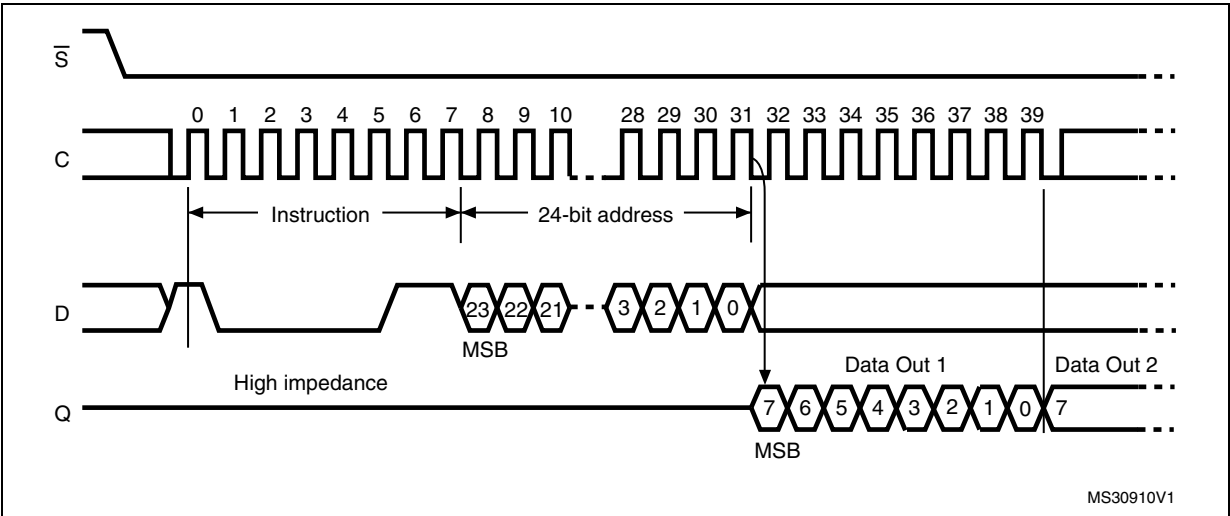 S̅
0 1 2 3 4 5 6 7 8 9 10 28 29 30 31 32 33 34 35 36 37 38 39
C
Instruction 24-bit address
D
23 22 21 3 2 1 0
MSB
High impedance
Data Out 1 Data Out 2
Q
7 6 5 4 3 2 1 0 7
MSB
MS30910V1